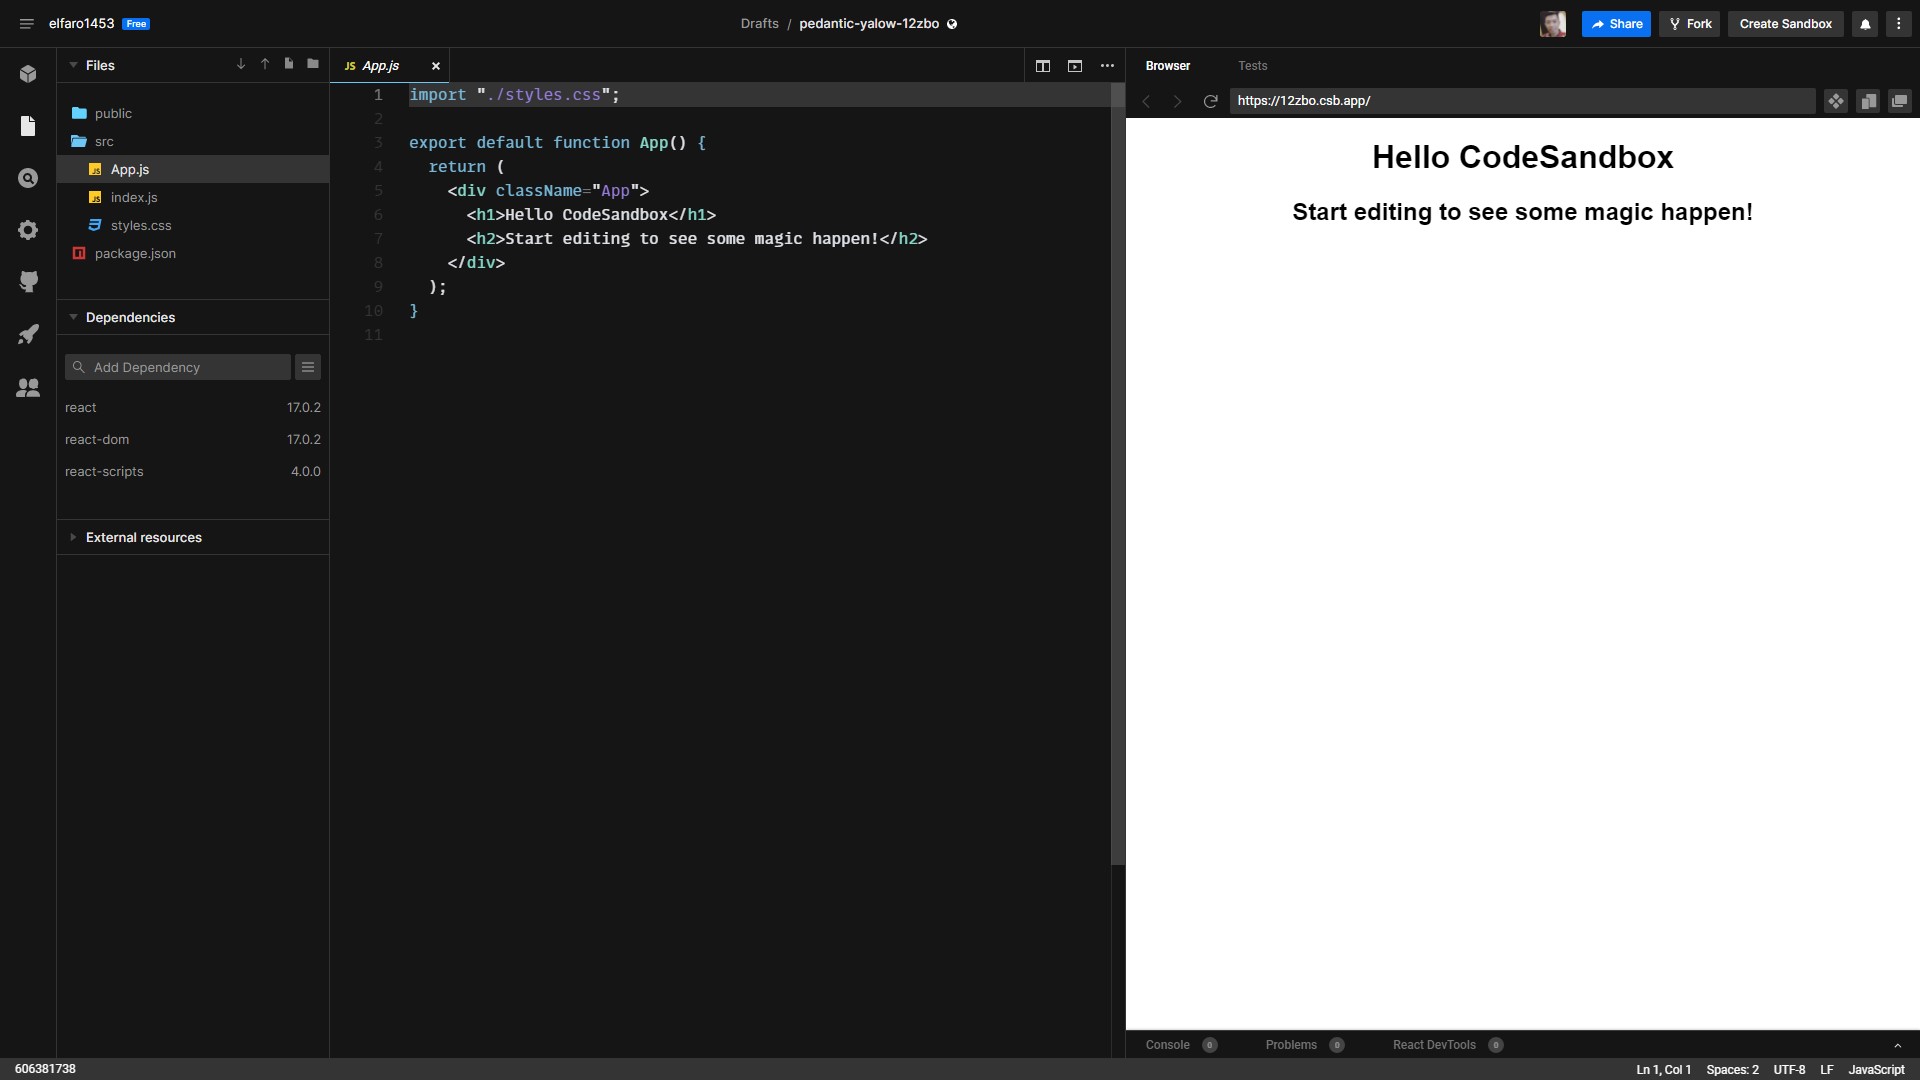 elfaro1453 Free
Drafts / pedantic-yalow-12zbo
Share
Fork
Create Sandbox
Files
public
src
JS App.js
JS index.js
styles.css
package.json
Dependencies
Add Dependency
react 17.0.2
react-dom 17.0.2
react-scripts 4.0.0
External resources
JS App.js
1 import "./styles.css";
2
3 export default function App() {
4   return (
5     <div className="App">
6       <h1>Hello CodeSandbox</h1>
7       <h2>Start editing to see some magic happen!</h2>
8     </div>
9   );
10 }
11
Browser Tests
https://12zbo.csb.app/
Hello CodeSandbox
Start editing to see some magic happen!
Console 0 Problems 0 React DevTools 0
606381738
Ln 1, Col 1 Spaces: 2 UTF-8 LF JavaScript